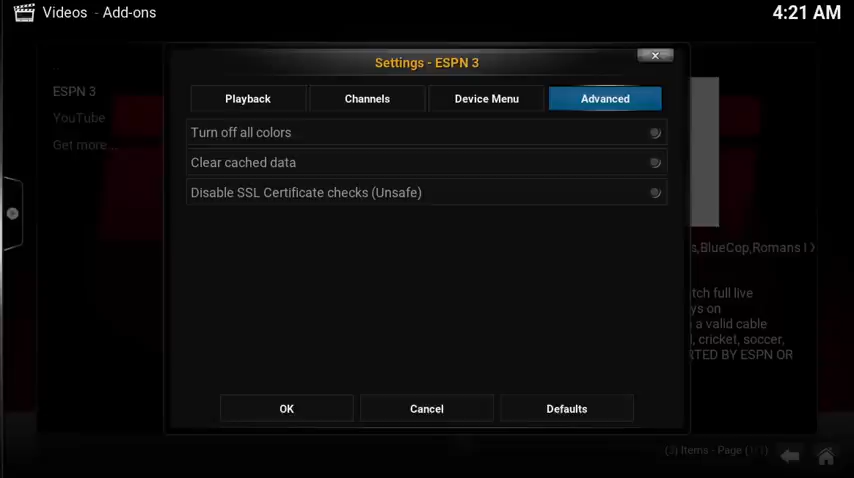 Videos - Add-ons
4:21 AM
Settings - ESPN 3
Playback
Channels
Device Menu
Advanced
..
ESPN 3
YouTube
Get more...
Turn off all colors
Clear cached data
Disable SSL Certificate checks (Unsafe)
s,BlueCop,Romans I X
tch full live
ys on
a valid cable
l, cricket, soccer,
RTED BY ESPN OR
OK
Cancel
Defaults
(3) Items - Page (1/1)